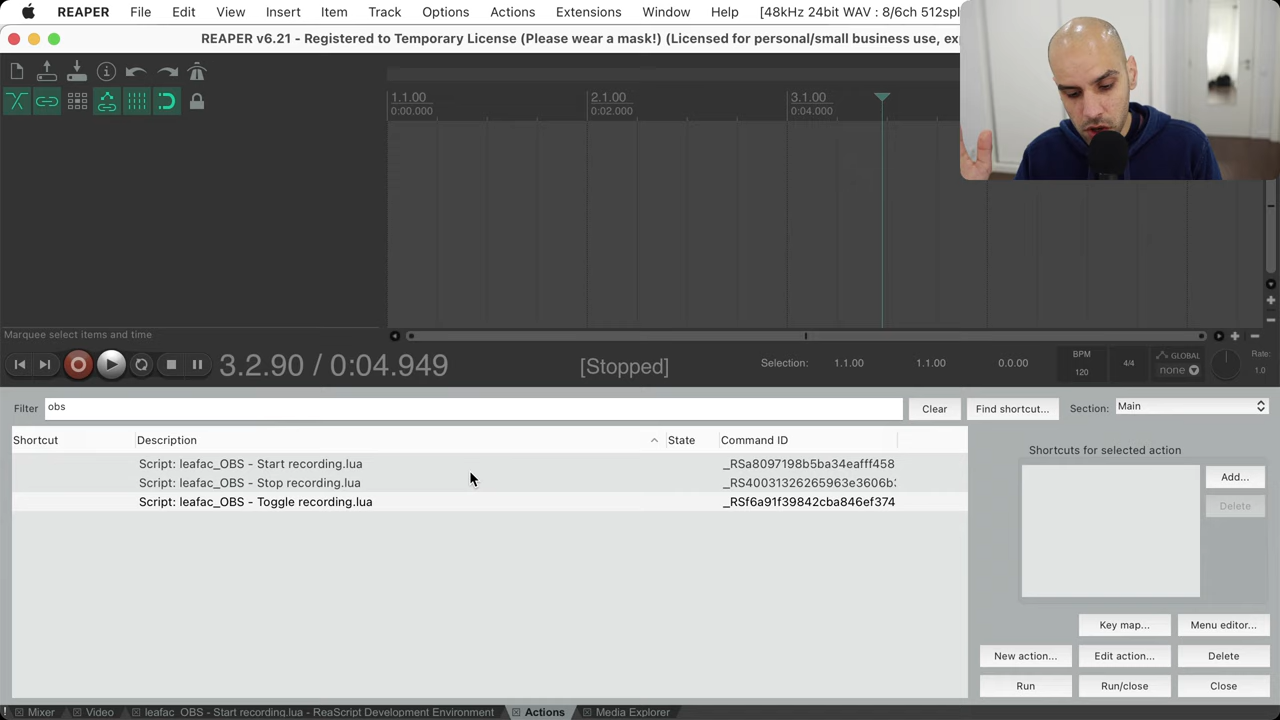 REAPER File Edit View Insert Item Track Options Actions Extensions Window Help [48kHz 24bit WAV : 8/6ch 512spl
REAPER v6.21 - Registered to Temporary License (Please wear a mask!) (Licensed for personal/small business use,
1.1.00 2.1.00 3.1.00
0:00.000 0:02.000 0:04.000
Marquee select items and time
3.2.90 / 0:04.949 [Stopped] Selection: 1.1.00 1.1.00 0.0.00 BPM 120 4/4 GLOBAL none Rate: 1.0
Filter obs Clear Find shortcut... Section: Main
Shortcut Description State Command ID
Shortcuts for selected action
Script: leafac_OBS - Start recording.lua _RSa8097198b5ba34eafff458
Script: leafac_OBS - Stop recording.lua _RS40031326265963e3606b
Script: leafac_OBS - Toggle recording.lua _RSf6a91f39842cba846ef374
Add...
Delete
Key map... Menu editor...
New action... Edit action... Delete
Run Run/close Close
! Mixer Video leafac_OBS - Start recording.lua - ReaScript Development Environment Actions Media Explorer